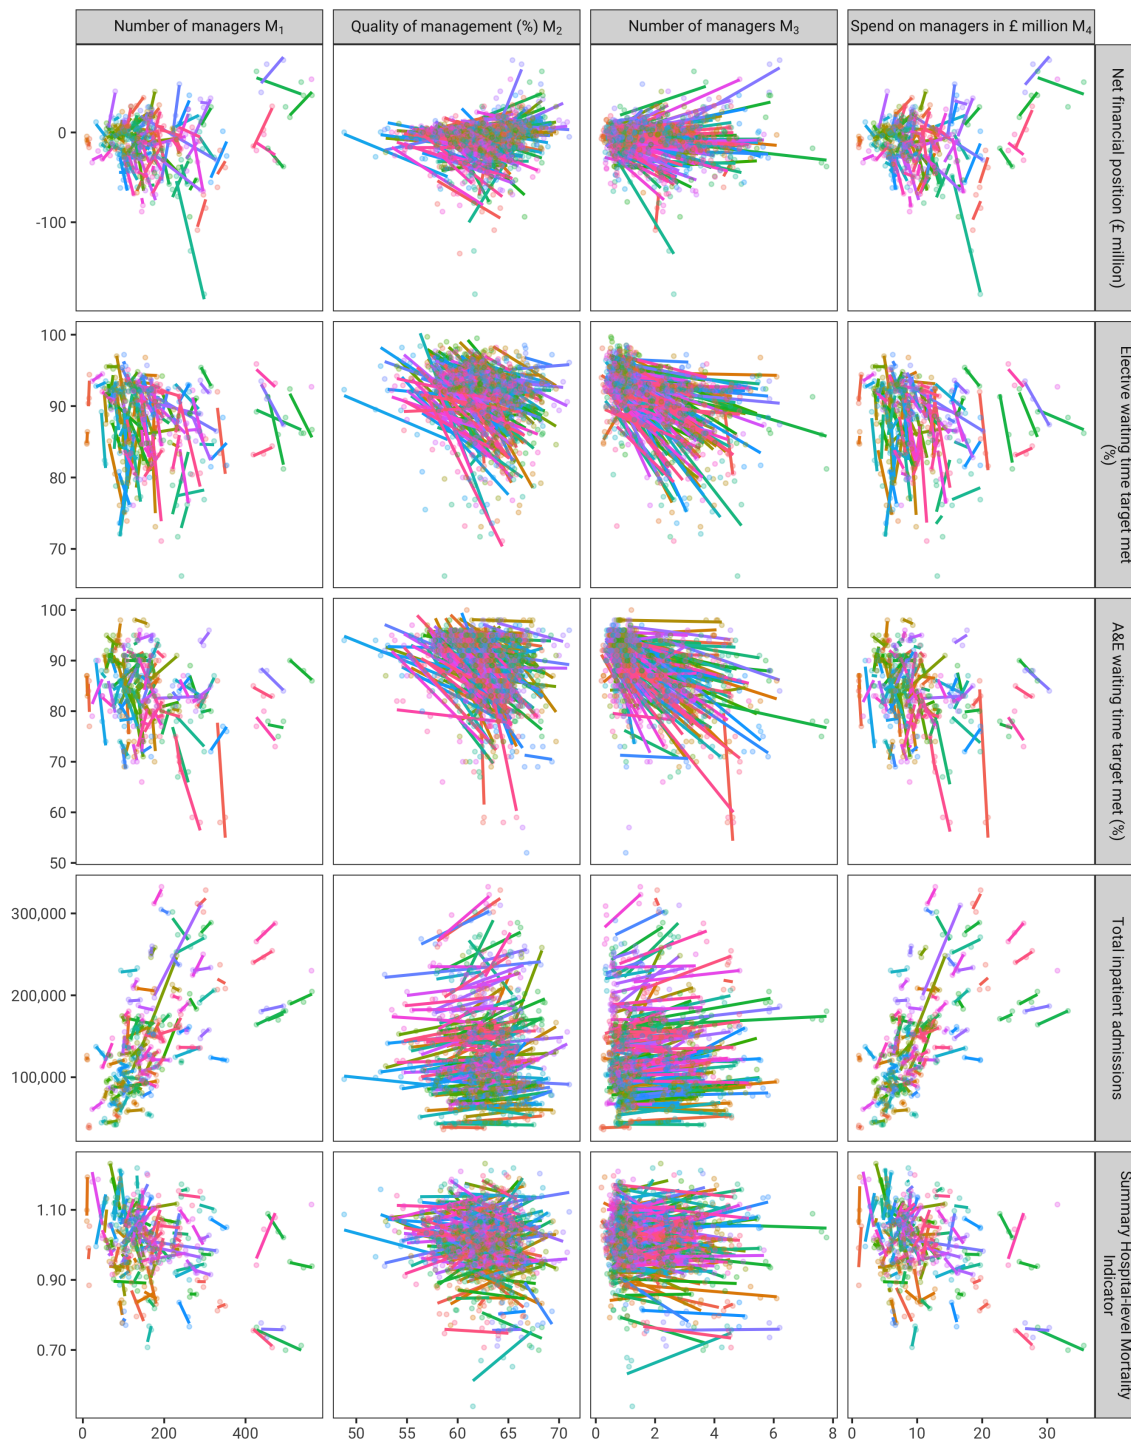 Number of managers M₁
Quality of management (%) M₂
Number of managers M₃
Spend on managers in £ million M₄
0
-100
Net financial position (£ million)
100
90
80
70
Elective waiting time target met
(%)
100
90
80
70
60
50
A&E waiting time target met (%)
300,000
200,000
100,000
Total inpatient admissions
1.10
0.90
0.70
Summary Hospital-level Mortality
Indicator
0 200 400
50 55 60 65 70
0 2 4 6 8
0 10 20 30